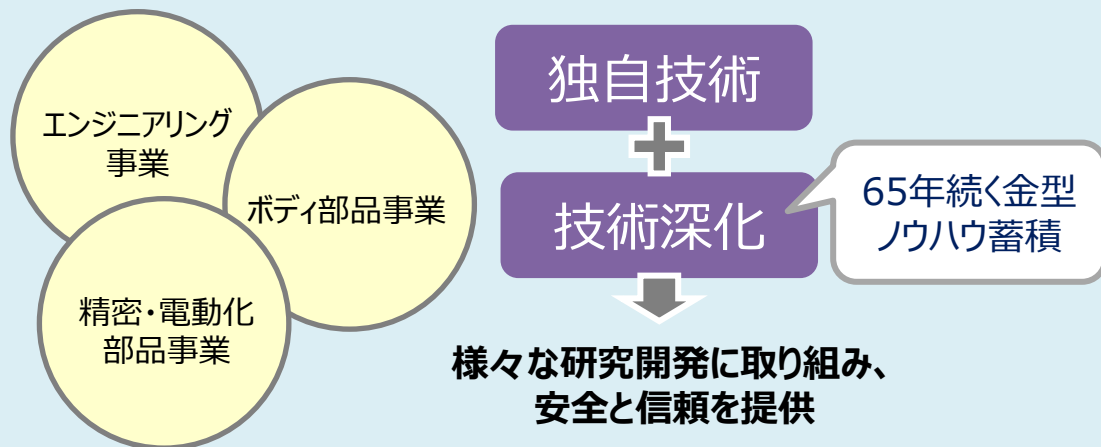 エンジニアリング
事業
ボディ部品事業
精密・電動化
部品事業
独自技術
技術深化
65年続く金型
ノウハウ蓄積
様々な研究開発に取り組み、
安全と信頼を提供